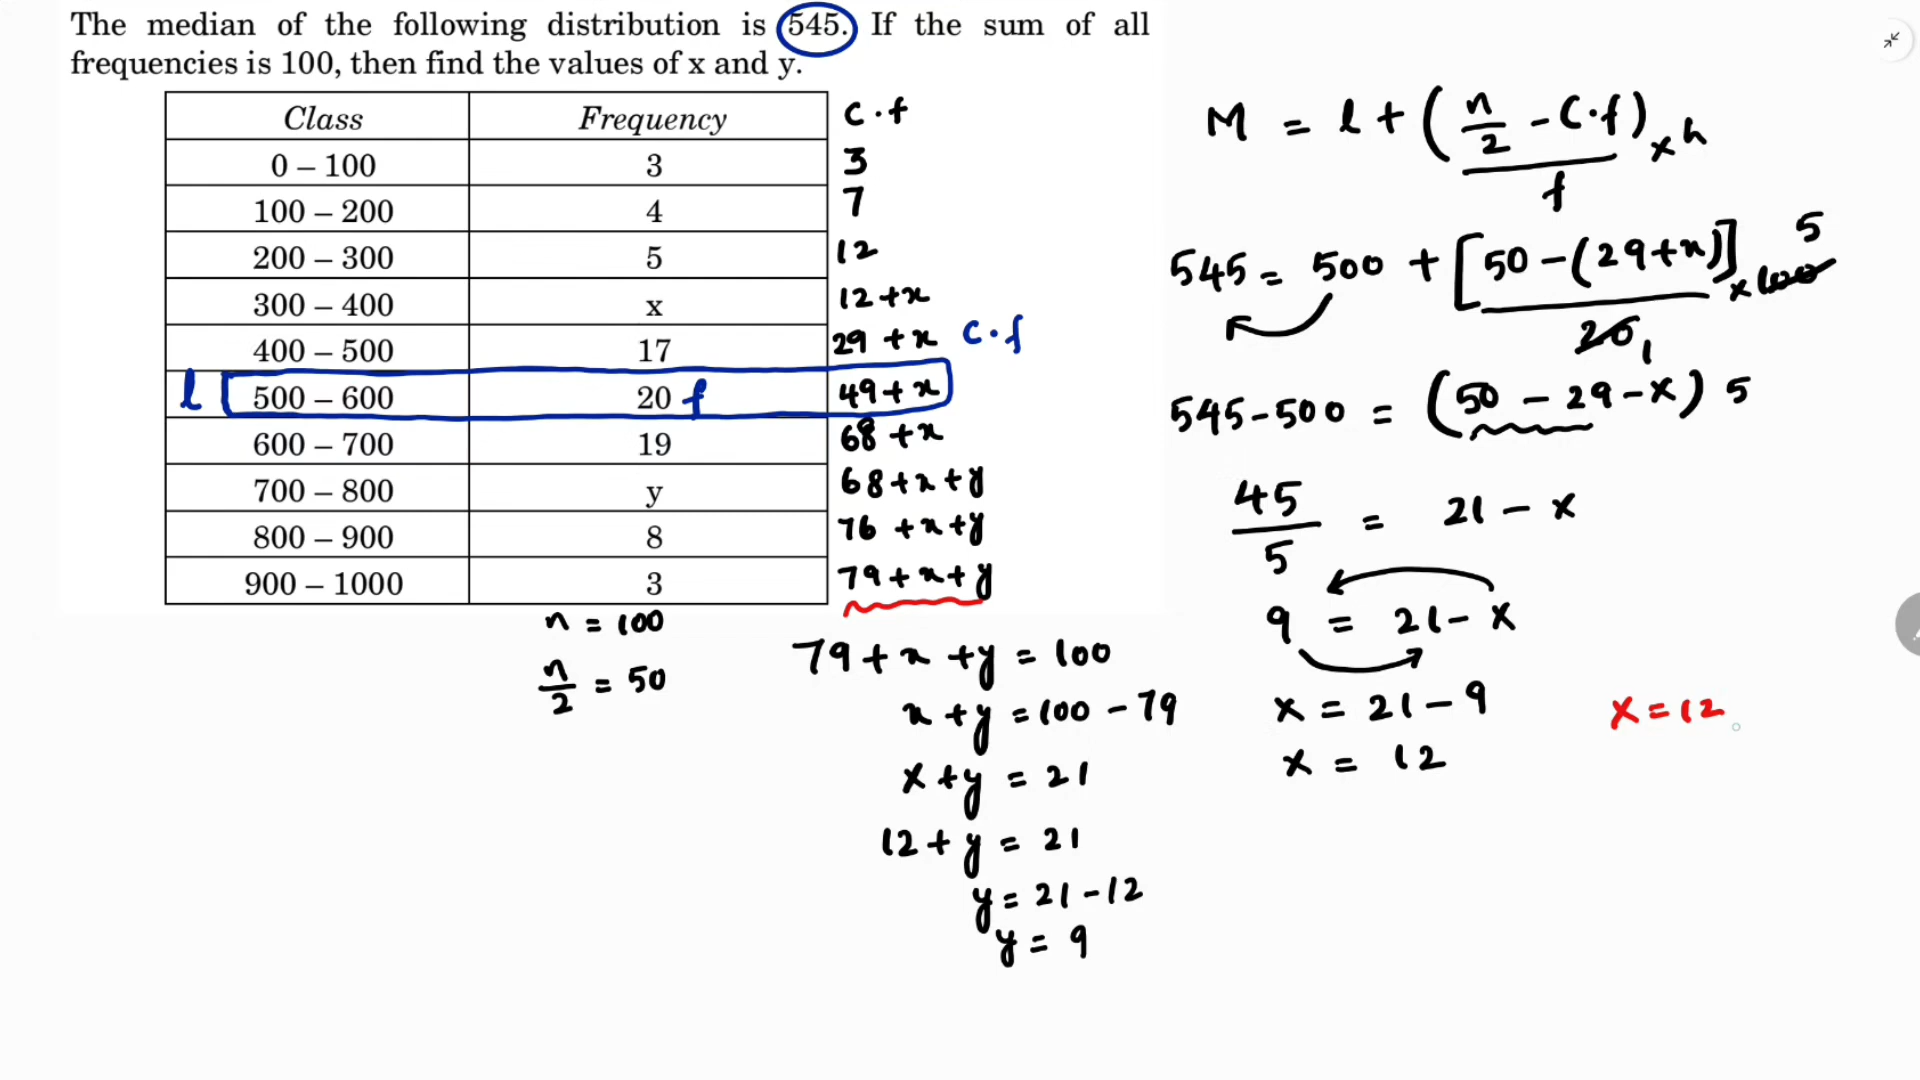 The median of the following distribution is 545. If the sum of all
frequencies is 100, then find the values of x and y.
Class Frequency c.f
0 – 100 3 3
100 – 200 4 7
200 – 300 5 12
300 – 400 x 12+x
400 – 500 17 29+x c.f
l 500 – 600 20 f 49+x
600 – 700 19 68+x
700 – 800 y 68+x+y
800 – 900 8 76+x+y
900 – 1000 3 79+x+y
n = 100
n/2 = 50
79+x+y = 100
x+y = 100-79
x+y = 21
12+y = 21
y = 21-12
y = 9
M = l + (n/2 - C.f)/f x h
545 = 500 + [50-(29+x)]/20 x 100 5
1
545-500 = (50-29-x) 5
45/5 = 21-x
9 = 21-x
x = 21-9
x = 12
x=12